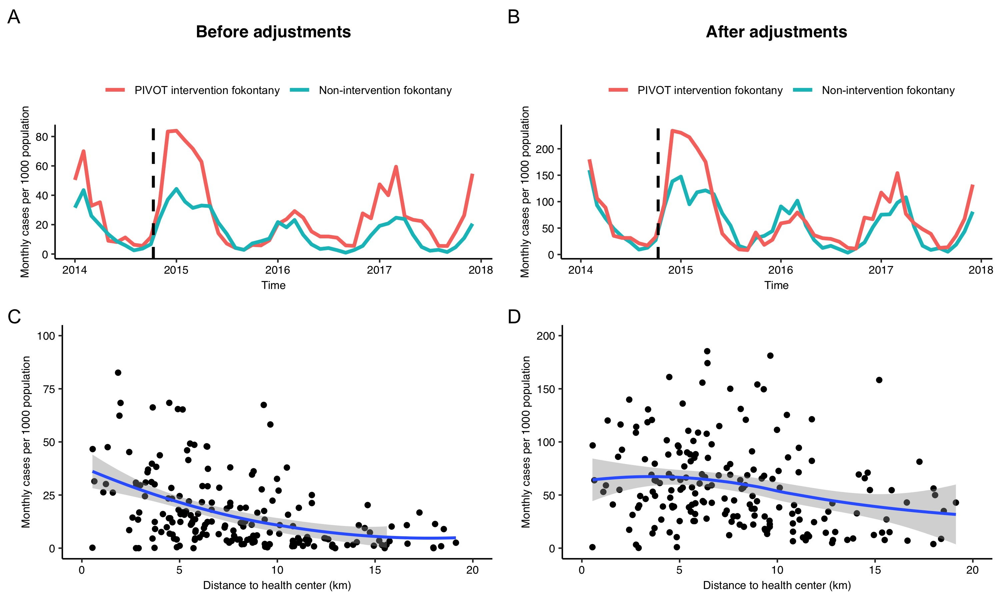 A
Before adjustments
PIVOT intervention fokontany
Non-intervention fokontany
Monthly cases per 1000 population
80
60
40
20
0
2014
2015
2016
2017
2018
Time
B
After adjustments
PIVOT intervention fokontany
Non-intervention fokontany
Monthly cases per 1000 population
200
150
100
50
0
2014
2015
2016
2017
2018
Time
C
Monthly cases per 1000 population
100
75
50
25
0
0
5
10
15
20
Distance to health center (km)
D
Monthly cases per 1000 population
200
150
100
50
0
0
5
10
15
20
Distance to health center (km)